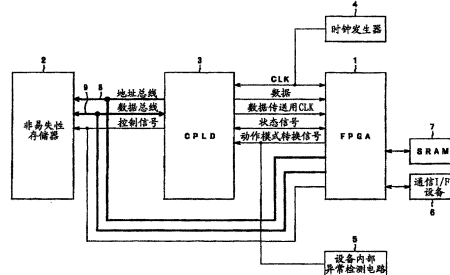 4
时钟发生器
2
非易失性
存储器
9
8
地址总线
数据总线
控制信号
3
CPLD
CLK
数据
数据传送用CLK
状态信号
动作模式转换信号
1
FPGA
7
SRAM
通信I/F
设备
6
5
设备内部
异常检测电路